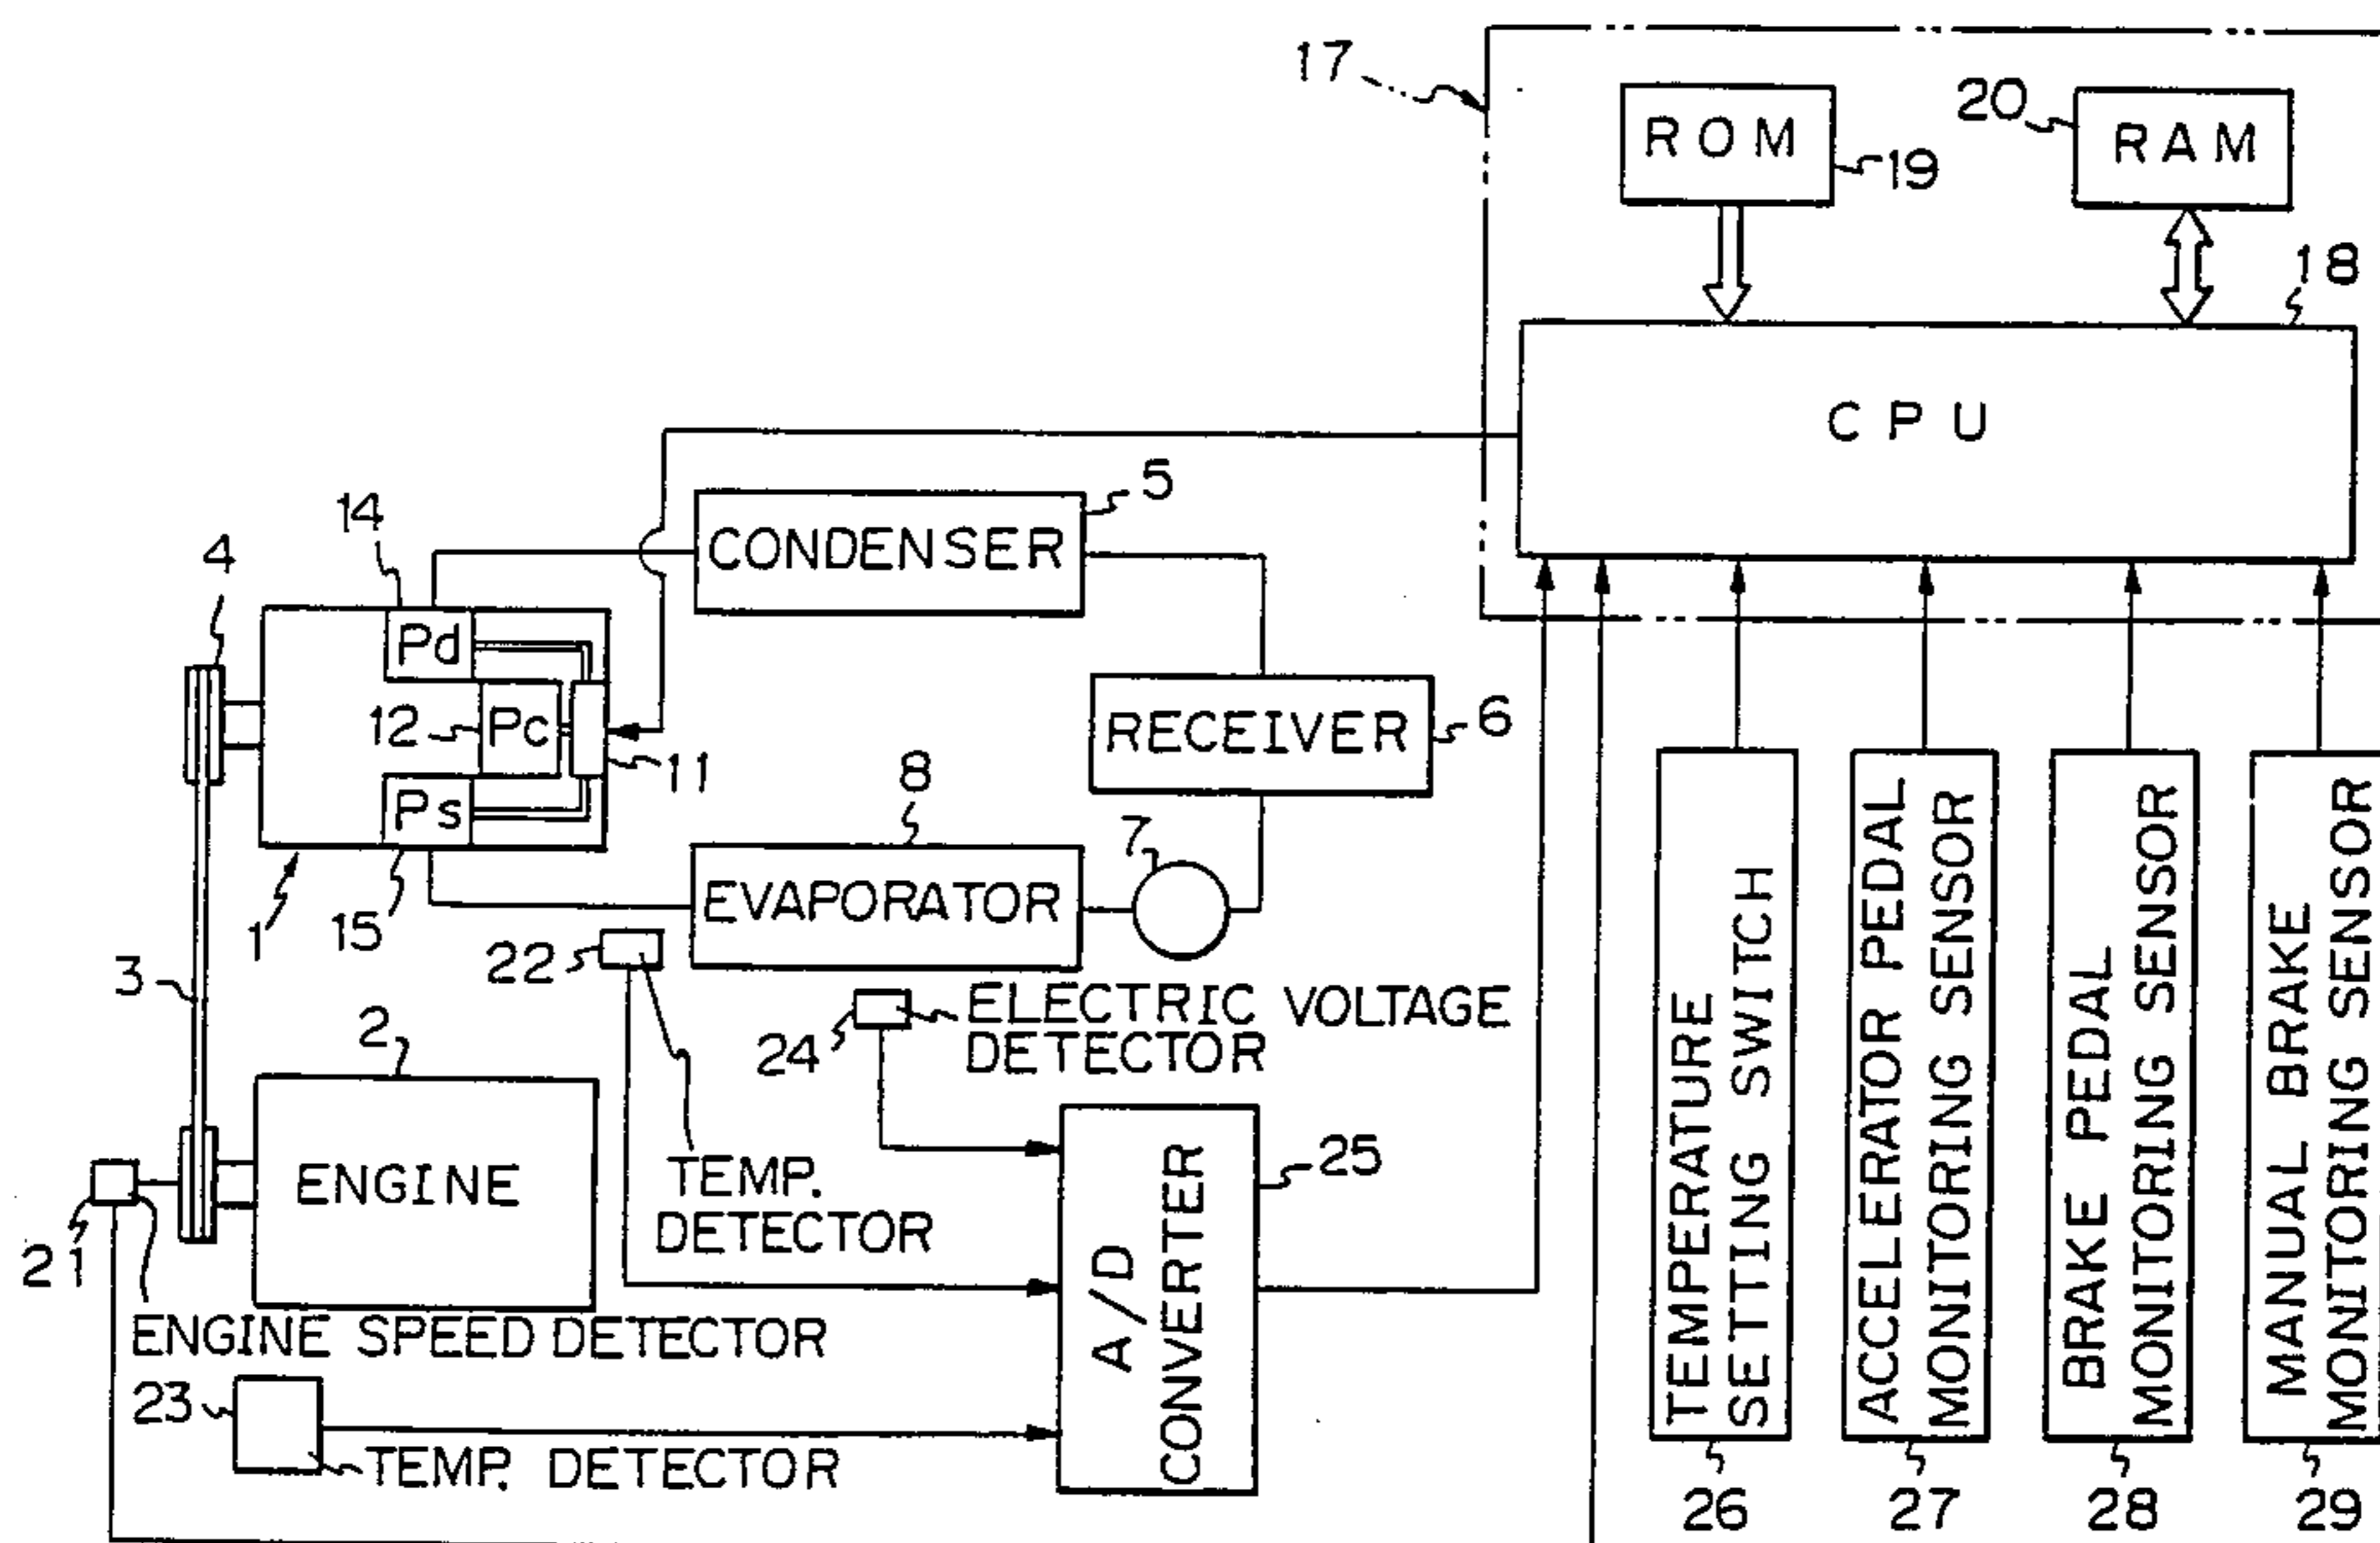 17
ROM
19
20
RAM
18
CPU
14
4
CONDENSER
5
Pd
12
Pc
11
Ps
RECEIVER
6
8
7
1
15
EVAPORATOR
22
3
24
ELECTRIC VOLTAGE
DETECTOR
2
ENGINE
TEMP.
DETECTOR
25
21
ENGINE SPEED DETECTOR
23
TEMP. DETECTOR
A/D
CONVERTER
TEMPERATURE
SETTING SWITCH
ACCELERATOR PEDAL
MONITORING SENSOR
BRAKE PEDAL
MONITORING SENSOR
MANUAL BRAKE
MONITORING SENSOR
26
27
28
29